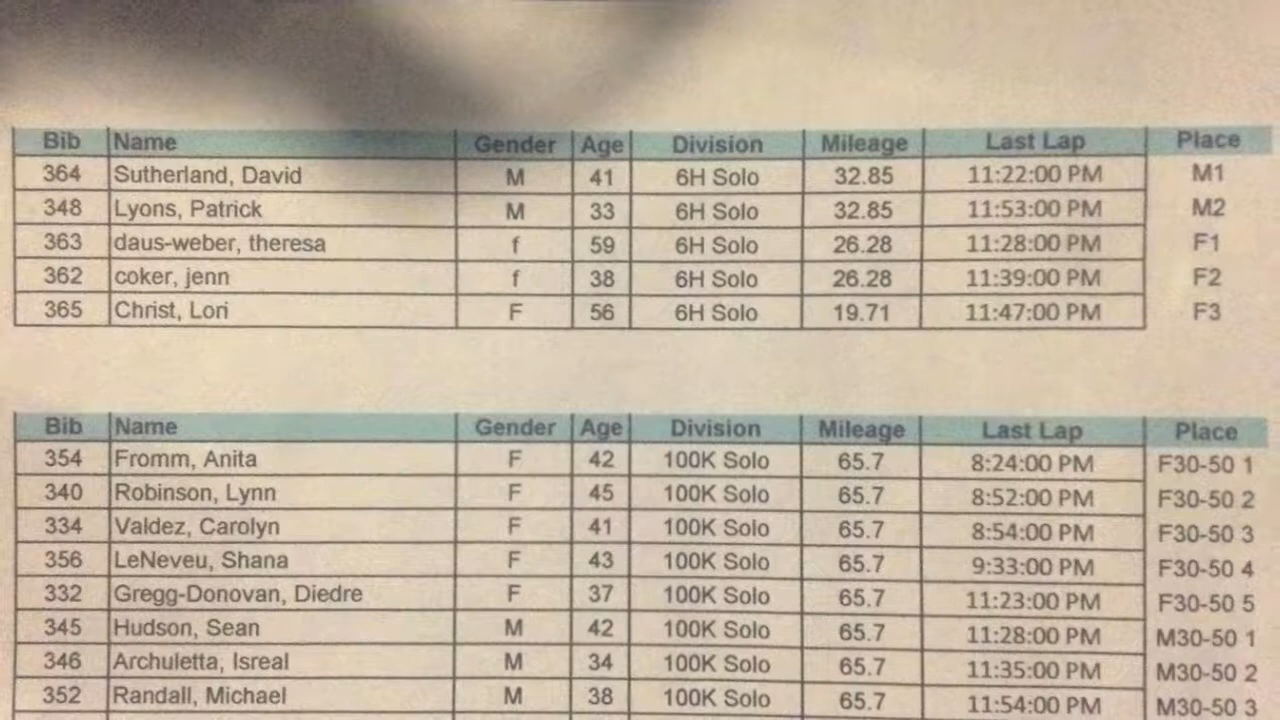 Bib Name Gender Age Division Mileage Last Lap Place
364 Sutherland, David M 41 6H Solo 32.85 11:22:00 PM M1
348 Lyons, Patrick M 33 6H Solo 32.85 11:53:00 PM M2
363 daus-weber, theresa f 59 6H Solo 26.28 11:28:00 PM F1
362 coker, jenn f 38 6H Solo 26.28 11:39:00 PM F2
365 Christ, Lori F 56 6H Solo 19.71 11:47:00 PM F3
Bib Name Gender Age Division Mileage Last Lap Place
354 Fromm, Anita F 42 100K Solo 65.7 8:24:00 PM F30-50 1
340 Robinson, Lynn F 45 100K Solo 65.7 8:52:00 PM F30-50 2
334 Valdez, Carolyn F 41 100K Solo 65.7 8:54:00 PM F30-50 3
356 LeNeveu, Shana F 43 100K Solo 65.7 9:33:00 PM F30-50 4
332 Gregg-Donovan, Diedre F 37 100K Solo 65.7 11:23:00 PM F30-50 5
345 Hudson, Sean M 42 100K Solo 65.7 11:28:00 PM M30-50 1
346 Archuletta, Isreal M 34 100K Solo 65.7 11:35:00 PM M30-50 2
352 Randall, Michael M 38 100K Solo 65.7 11:54:00 PM M30-50 3